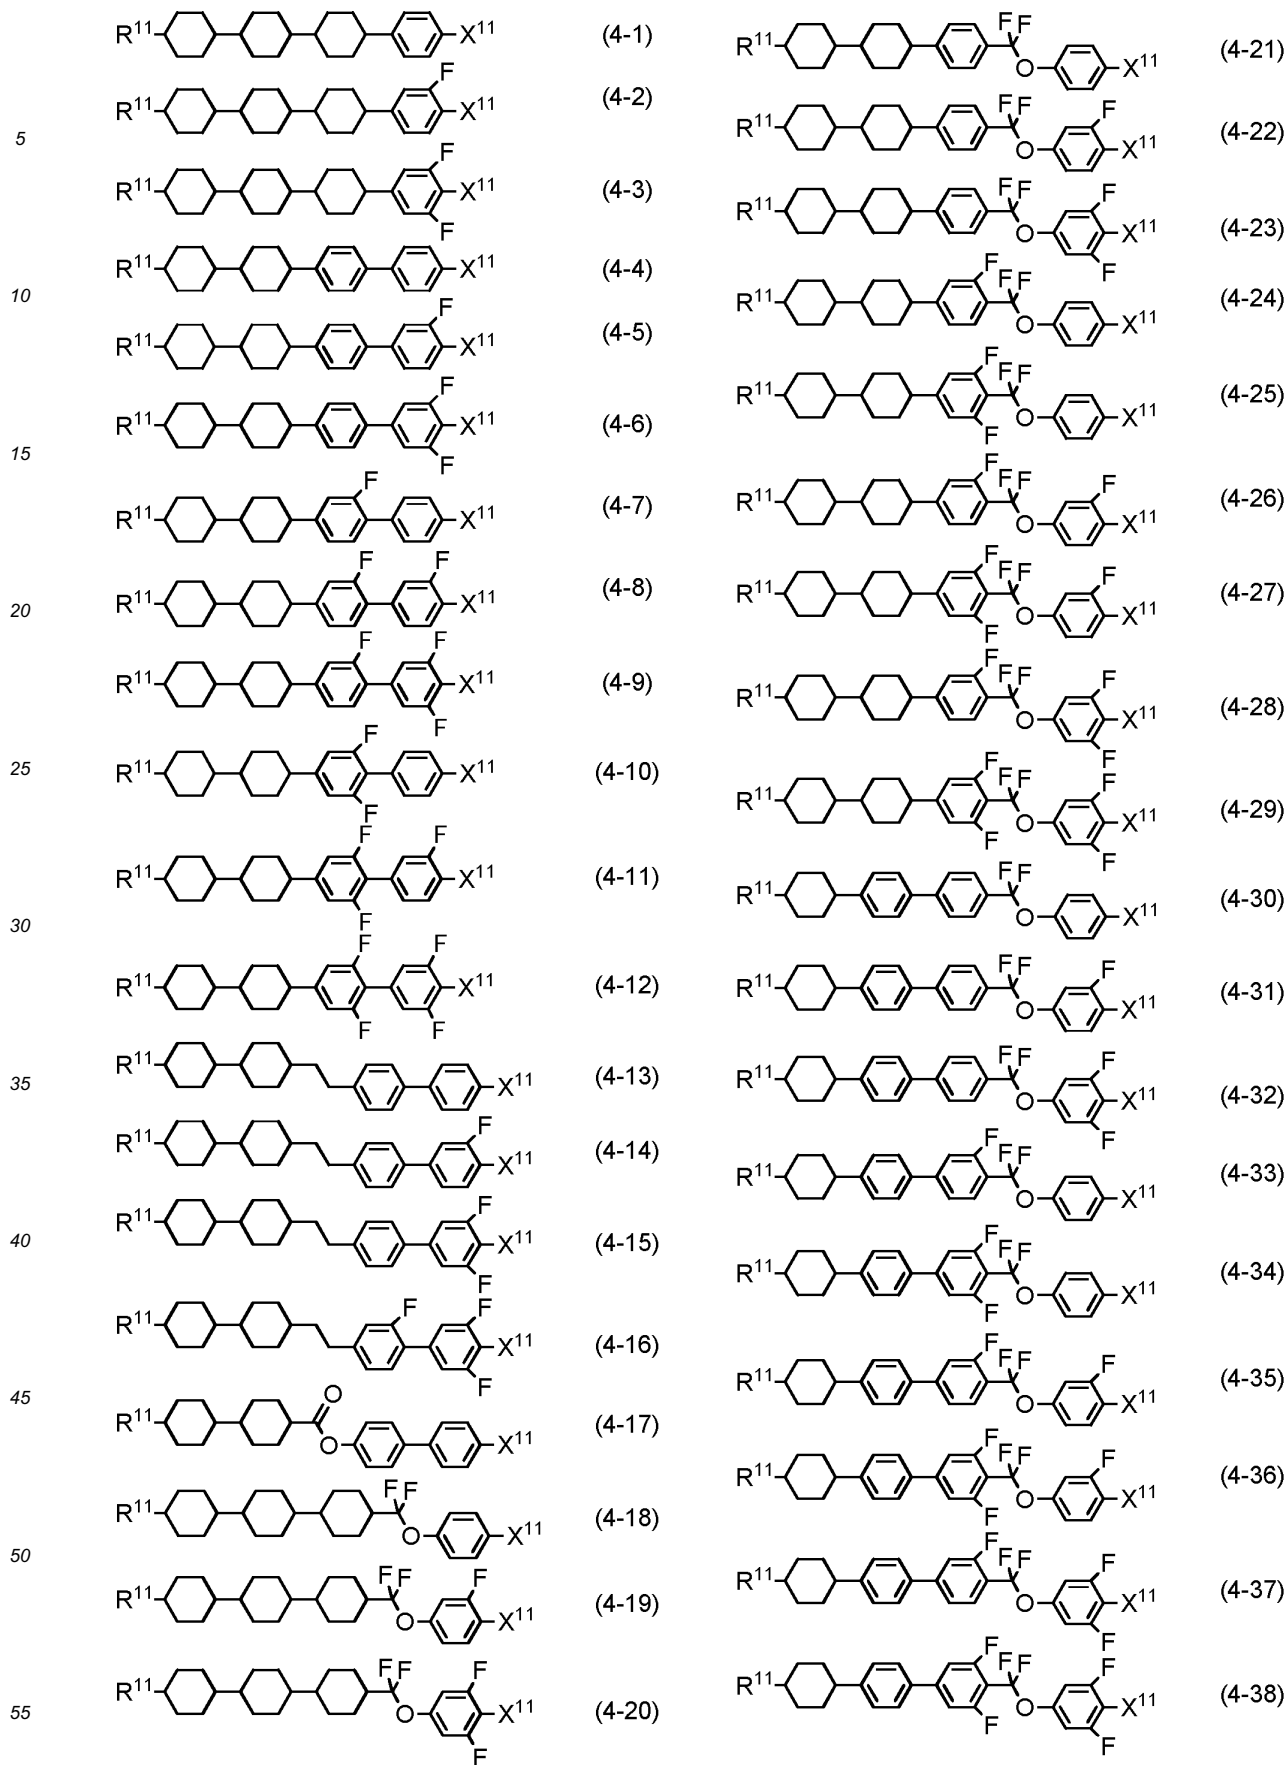 R¹¹ X¹¹ (4-1)
F
R¹¹ X¹¹ (4-2)
5
F
R¹¹ X¹¹ (4-3)
F
R¹¹ X¹¹ (4-4)
10
F
R¹¹ X¹¹ (4-5)
F
R¹¹ X¹¹ (4-6)
F
15
F
R¹¹ X¹¹ (4-7)
F F
R¹¹ X¹¹ (4-8)
20
F F
R¹¹ X¹¹ (4-9)
F
F
R¹¹ X¹¹ (4-10)
25
F
F F
R¹¹ X¹¹ (4-11)
F
30
F F
R¹¹ X¹¹ (4-12)
F F
R¹¹ X¹¹ (4-13)
35
F
R¹¹ X¹¹ (4-14)
F
R¹¹ X¹¹ (4-15)
40
F
F F
R¹¹ X¹¹ (4-16)
F
45
O
R¹¹ O X¹¹ (4-17)
F F
R¹¹ O X¹¹ (4-18)
50
F F F
R¹¹ O X¹¹ (4-19)
F F F
R¹¹ O X¹¹ (4-20)
55
F
F F
R¹¹ O X¹¹ (4-21)
F F F
R¹¹ O X¹¹ (4-22)
F F F
R¹¹ O X¹¹ (4-23)
F
F F F
R¹¹ O X¹¹ (4-24)
F F F
R¹¹ O X¹¹ (4-25)
F
F F F F
R¹¹ O X¹¹ (4-26)
F F F F
R¹¹ O X¹¹ (4-27)
F
F F F F
R¹¹ O X¹¹ (4-28)
F
F F F F
R¹¹ O X¹¹ (4-29)
F F
F F
R¹¹ O X¹¹ (4-30)
F F F
R¹¹ O X¹¹ (4-31)
F F F
R¹¹ O X¹¹ (4-32)
F
F F F
R¹¹ O X¹¹ (4-33)
F F F
R¹¹ O X¹¹ (4-34)
F
F F F F
R¹¹ O X¹¹ (4-35)
F F F F
R¹¹ O X¹¹ (4-36)
F
F F F F
R¹¹ O X¹¹ (4-37)
F
F F F F
R¹¹ O X¹¹ (4-38)
F F